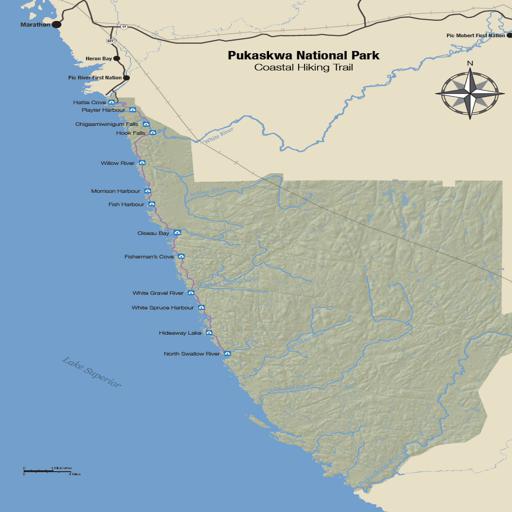 Marathon
Pic Mobert First Nation
Pukaskwa National Park
Coastal Hiking Trail
Heron Bay
N
Pic River First Nation
Hattie Cove
Playter Harbour
Chigaamiwinigum Falls
Hook Falls
White River
Willow River
Morrison Harbour
Fish Harbour
Oiseau Bay
Fisherman's Cove
White Gravel River
White Spruce Harbour
Hideaway Lake
North Swallow River
Lake Superior